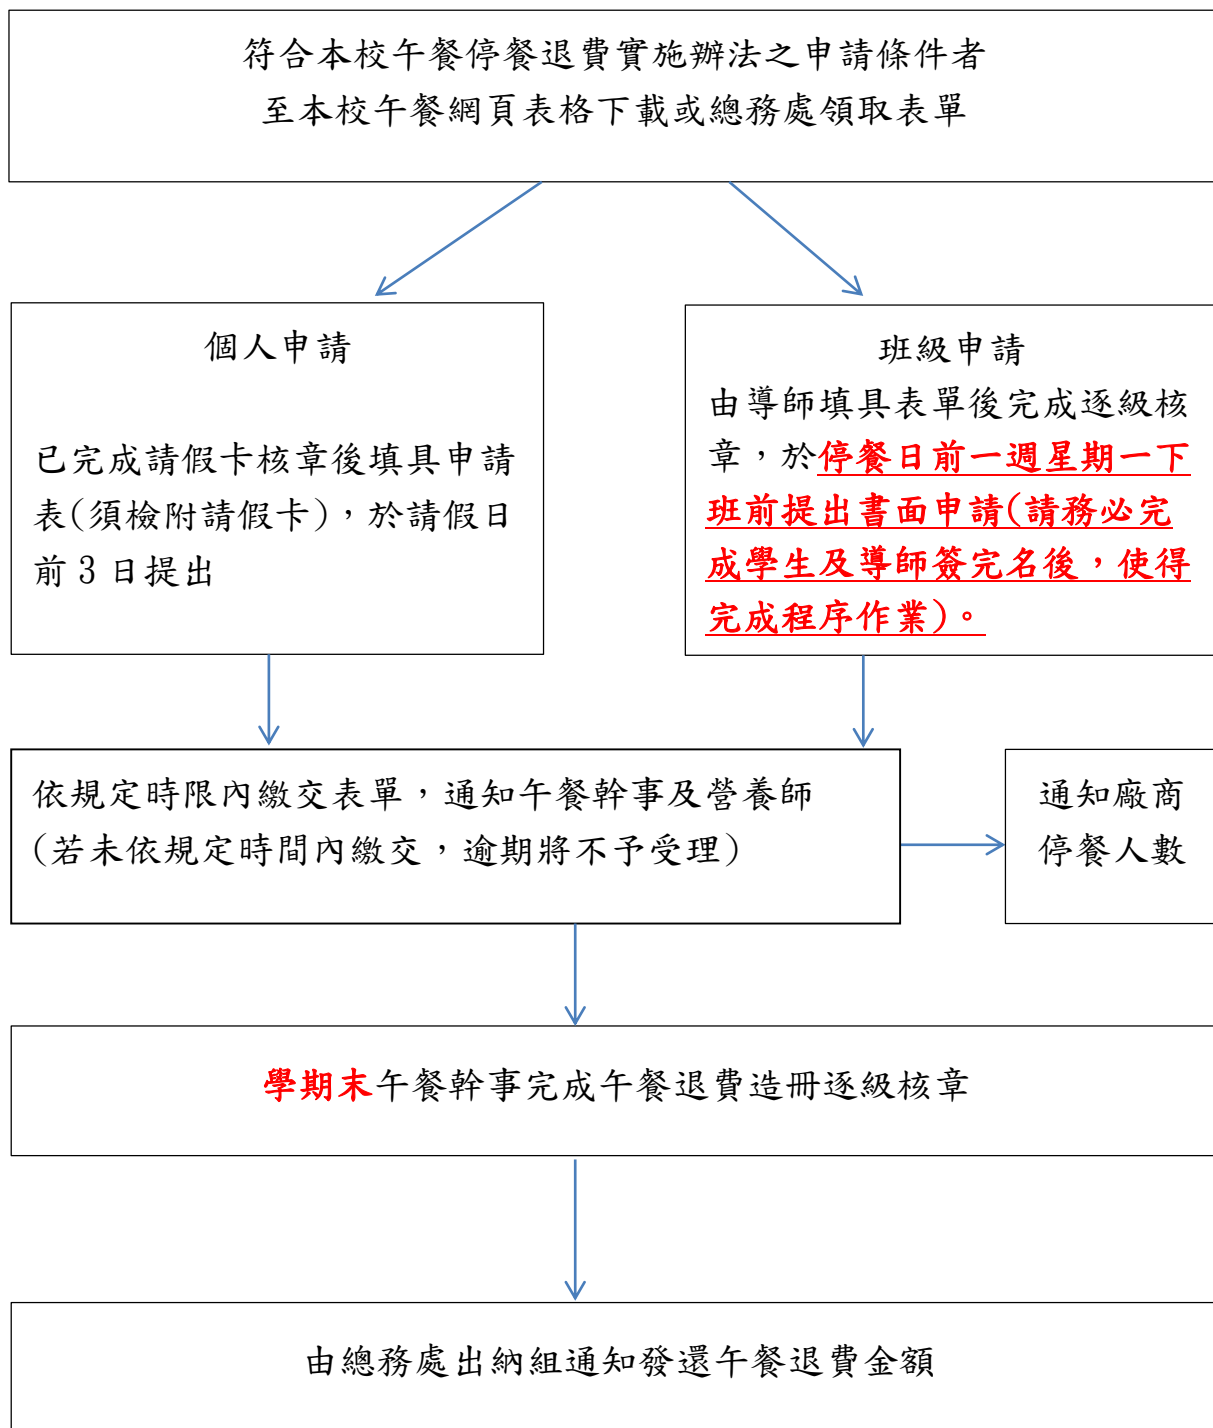 符合本校午餐停餐退費實施辦法之申請條件者
至本校午餐網頁表格下載或總務處領取表單
個人申請
已完成請假卡核章後填具申請
表(須檢附請假卡)，於請假日
前 3 日提出
班級申請
由導師填具表單後完成逐級核
章，於停餐日前一週星期一下
班前提出書面申請(請務必完
成學生及導師簽完名後，使得
完成程序作業)。
依規定時限內繳交表單，通知午餐幹事及營養師
(若未依規定時間內繳交，逾期將不予受理)
通知廠商
停餐人數
學期末午餐幹事完成午餐退費造冊逐級核章
由總務處出納組通知發還午餐退費金額